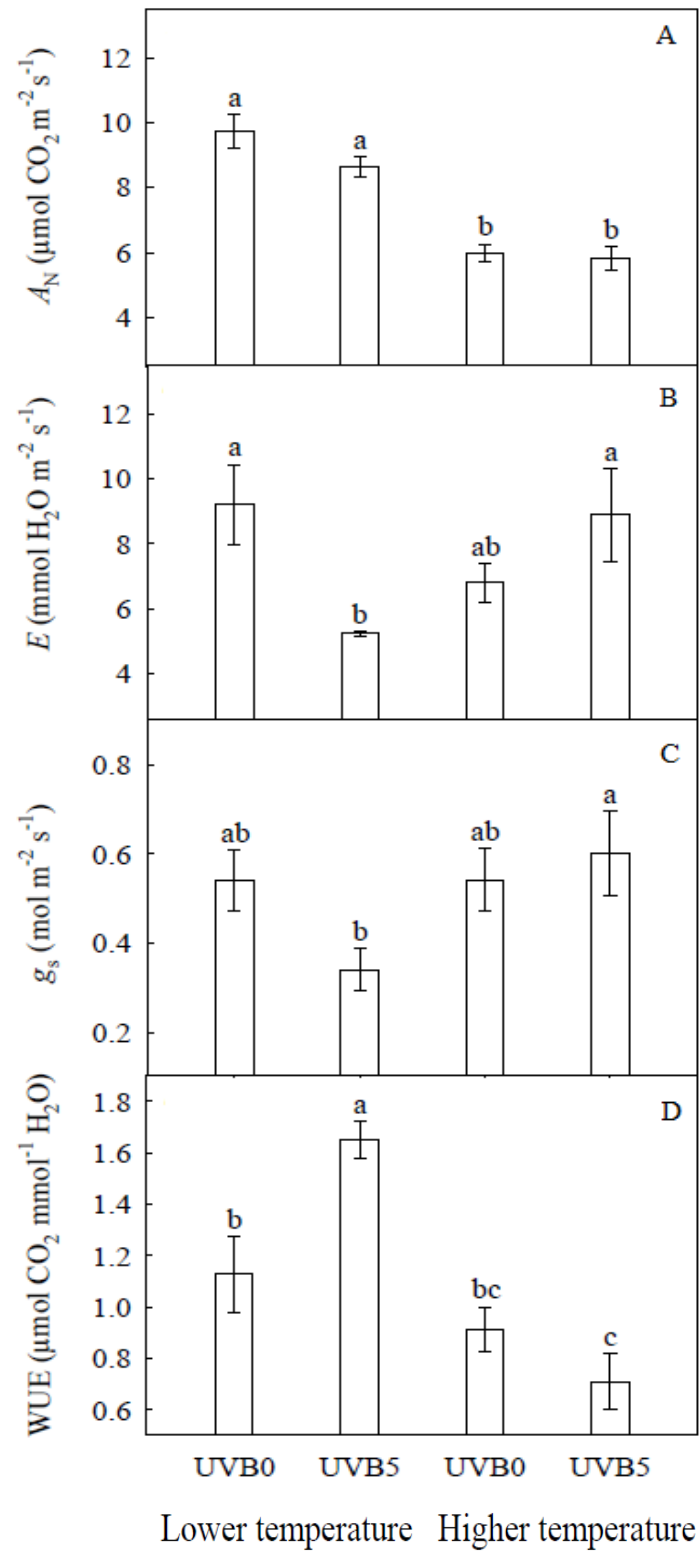 A
12
10
8
6
4
A_N (μmol CO₂ m⁻² s⁻¹)
a
a
b
b
B
12
10
8
6
4
E (mmol H₂O m⁻² s⁻¹)
a
b
ab
a
C
0.8
0.6
0.4
0.2
g_s (mol m⁻² s⁻¹)
ab
b
ab
a
D
1.8
1.6
1.4
1.2
1.0
0.8
0.6
WUE (μmol CO₂ mmol⁻¹ H₂O)
b
a
bc
c
UVB0 UVB5 UVB0 UVB5
Lower temperature Higher temperature